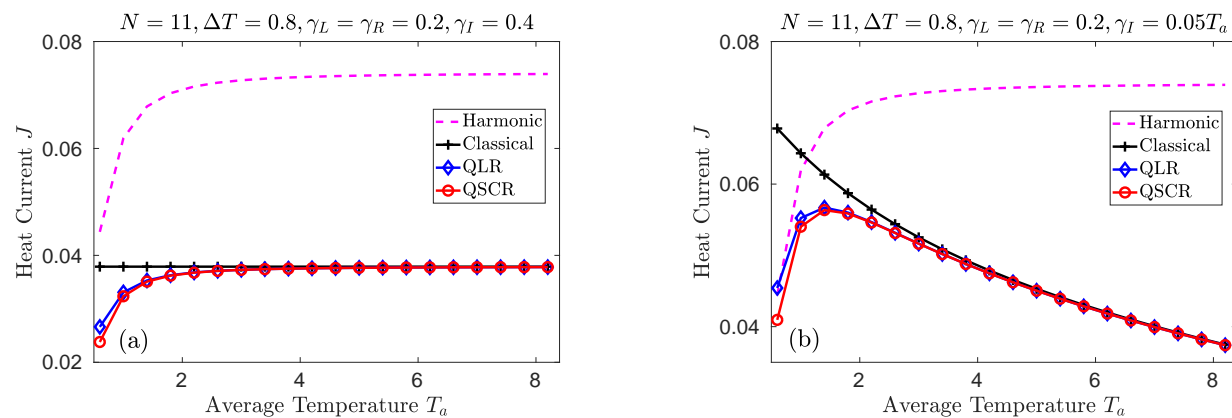 N = 11, ΔT = 0.8, γ_L = γ_R = 0.2, γ_I = 0.4
0.08
0.06
0.04
0.02
Heat Current J
Harmonic
Classical
QLR
QSCR
(a)
2
4
6
8
Average Temperature T_a
N = 11, ΔT = 0.8, γ_L = γ_R = 0.2, γ_I = 0.05T_a
0.08
0.06
0.04
Heat Current J
Harmonic
Classical
QLR
QSCR
(b)
2
4
6
8
Average Temperature T_a